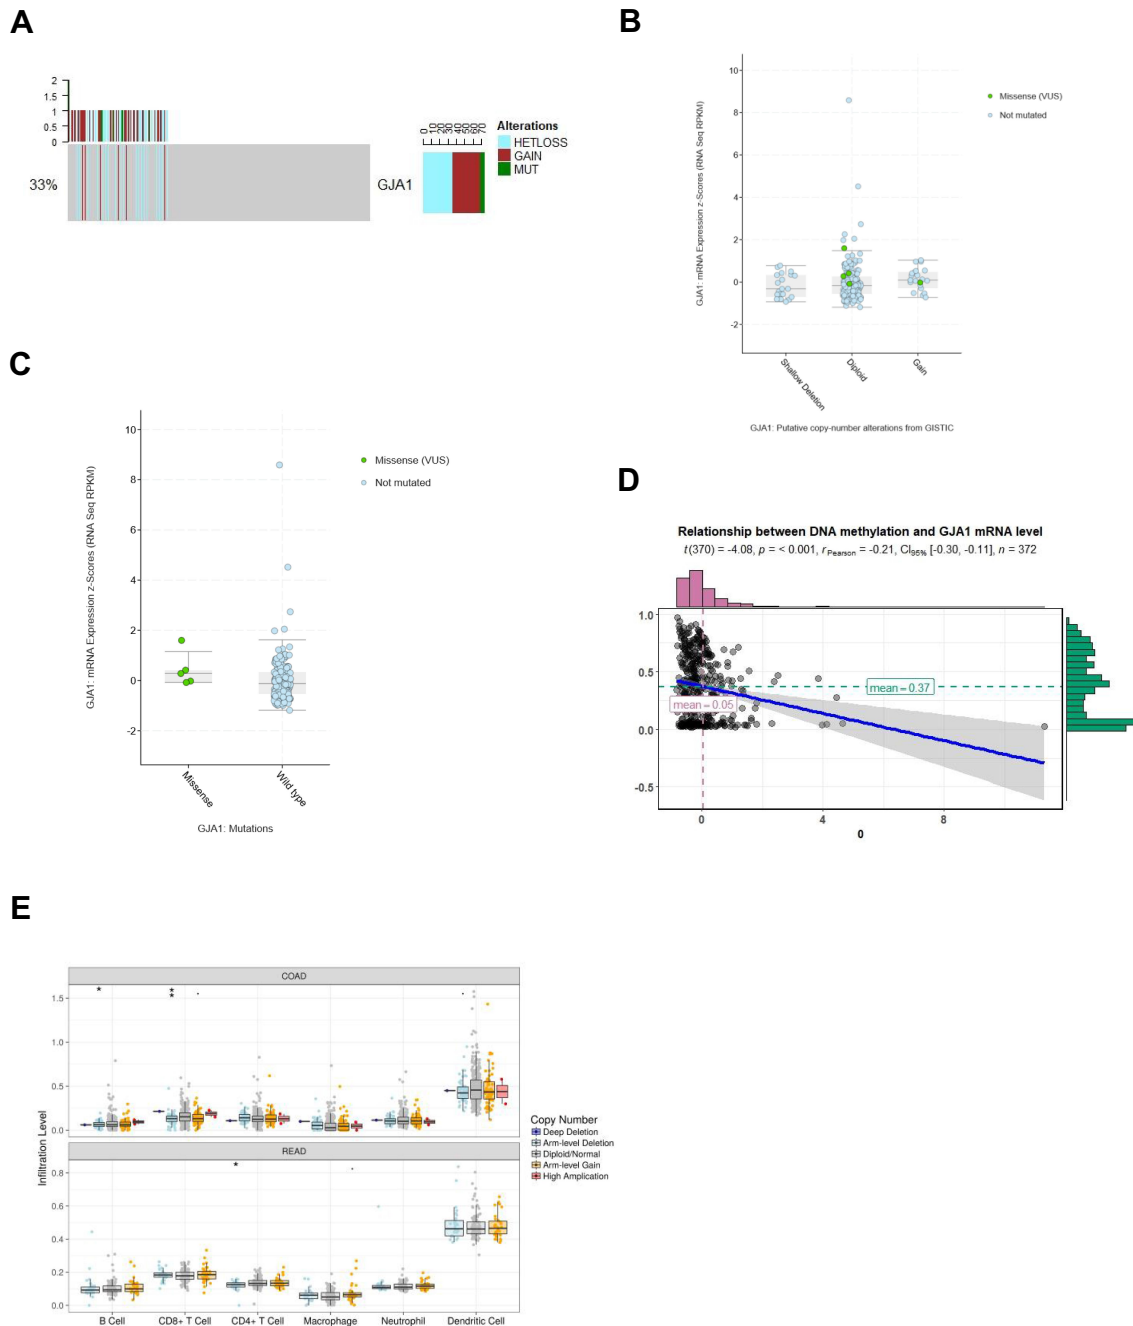 A
2
1.5
1
0.5
0
33%
GJA1
0 10 20 30 40 50 60 70
Alterations
HETLOSS
GAIN
MUT
B
GJA1: mRNA Expression z-Scores (RNA Seq RPKM)
10
8
6
4
2
0
-2
Missense (VUS)
Not mutated
Shallow Deletion
Diploid
Gain
GJA1: Putative copy-number alterations from GISTIC
C
GJA1: mRNA Expression z-Scores (RNA Seq RPKM)
10
8
6
4
2
0
-2
Missense (VUS)
Not mutated
Missense
Wild type
GJA1: Mutations
D
Relationship between DNA methylation and GJA1 mRNA level
t(370) = -4.08, p = < 0.001, rPearson = -0.21, CI95% [-0.30, -0.11], n = 372
1.0
0.5
0.0
-0.5
mean = 0.37
mean = 0.05
0 4 8
0
E
COAD
* ** . .
1.5
1.0
0.5
0.0
Infiltration Level
READ
* .
0.8
0.6
0.4
0.2
0.0
B Cell CD8+ T Cell CD4+ T Cell Macrophage Neutrophil Dendritic Cell
Copy Number
Deep Deletion
Arm-level Deletion
Diploid/Normal
Arm-level Gain
High Amplication